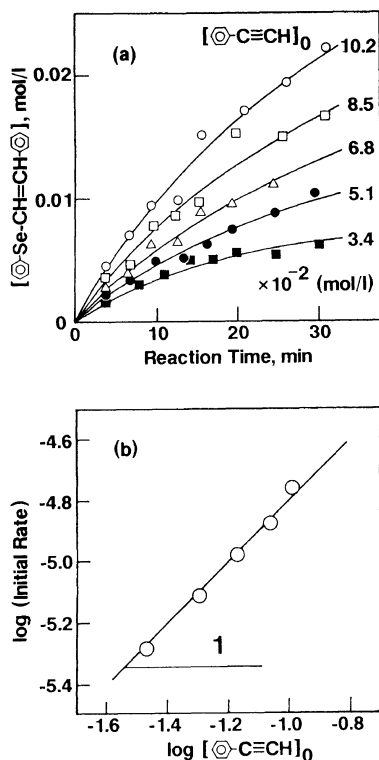 (a)
[⌬-C≡CH]₀
10.2
8.5
6.8
5.1
3.4
×10⁻² (mol/l)
0.02
0.01
0
[⌬-Se-CH=CH-⌬], mol/l
0 10 20 30
Reaction Time, min
(b)
-4.6
-4.8
-5.0
-5.2
-5.4
log (Initial Rate)
1
-1.6 -1.4 -1.2 -1.0 -0.8
log [⌬-C≡CH]₀